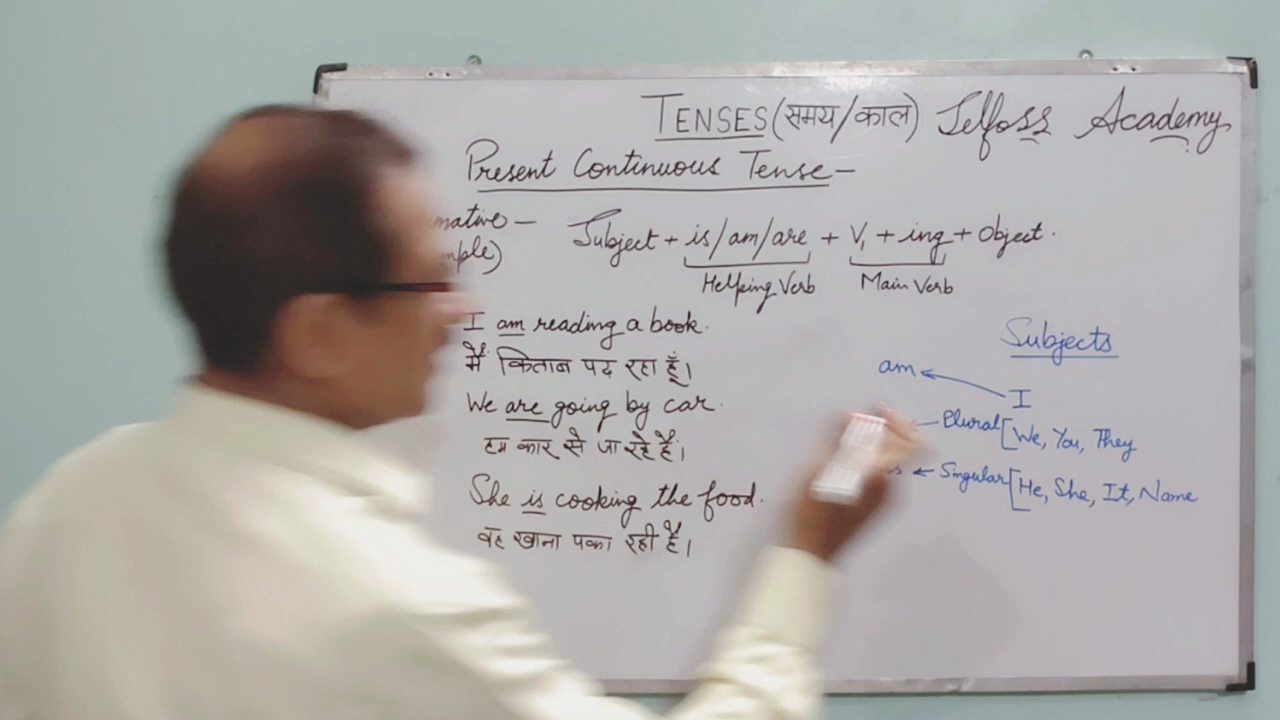 TENSES (समय/काल) Selfoss Academy
Present Continuous Tense-
Subject + is/am/are + V₁ + ing + Object.
Helping Verb Main Verb
I am reading a book.
मैं किताब पढ़ रहा हूँ।
We are going by car.
हम कार से जा रहे हैं।
She is cooking the food.
वह खाना पका रही है।
Subjects
am ← I
Plural [We, You, They
← Singular [He, She, It, Name